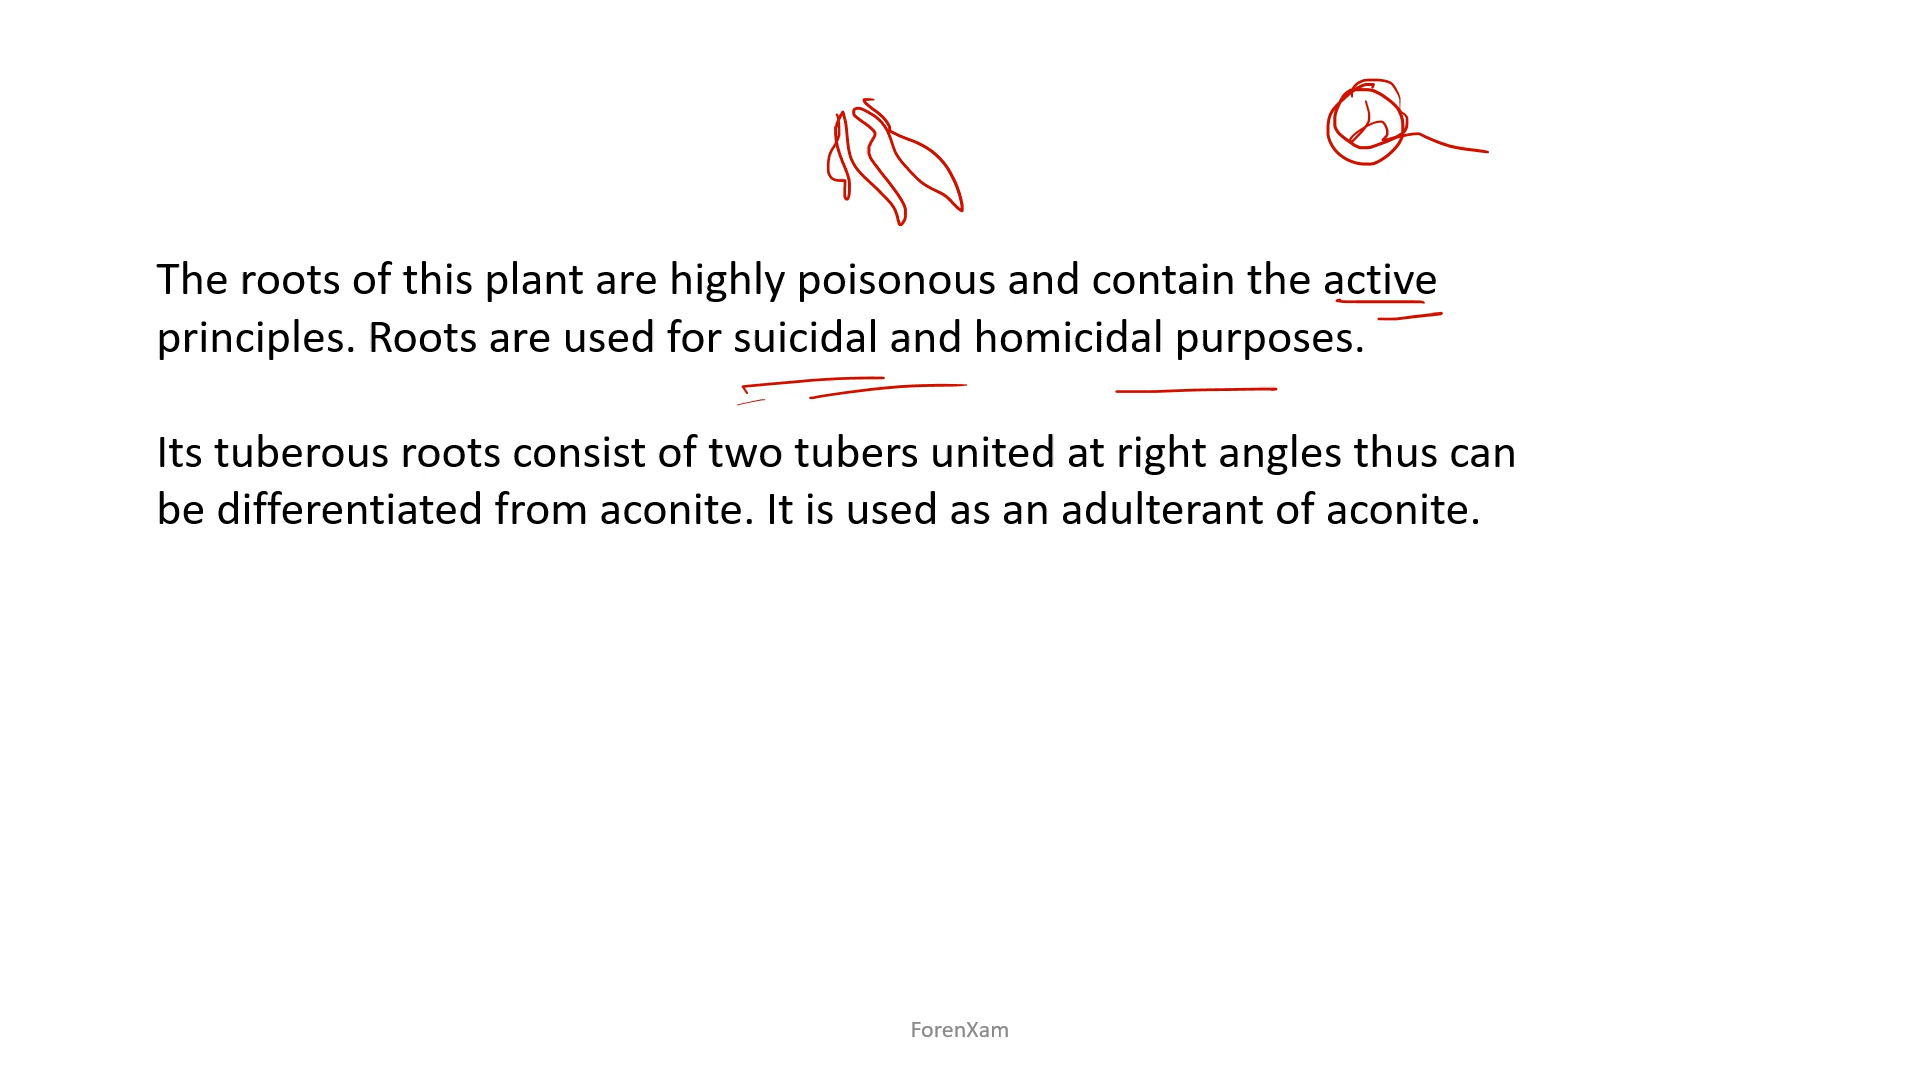 The roots of this plant are highly poisonous and contain the active
principles. Roots are used for suicidal and homicidal purposes.
Its tuberous roots consist of two tubers united at right angles thus can
be differentiated from aconite. It is used as an adulterant of aconite.
ForenXam